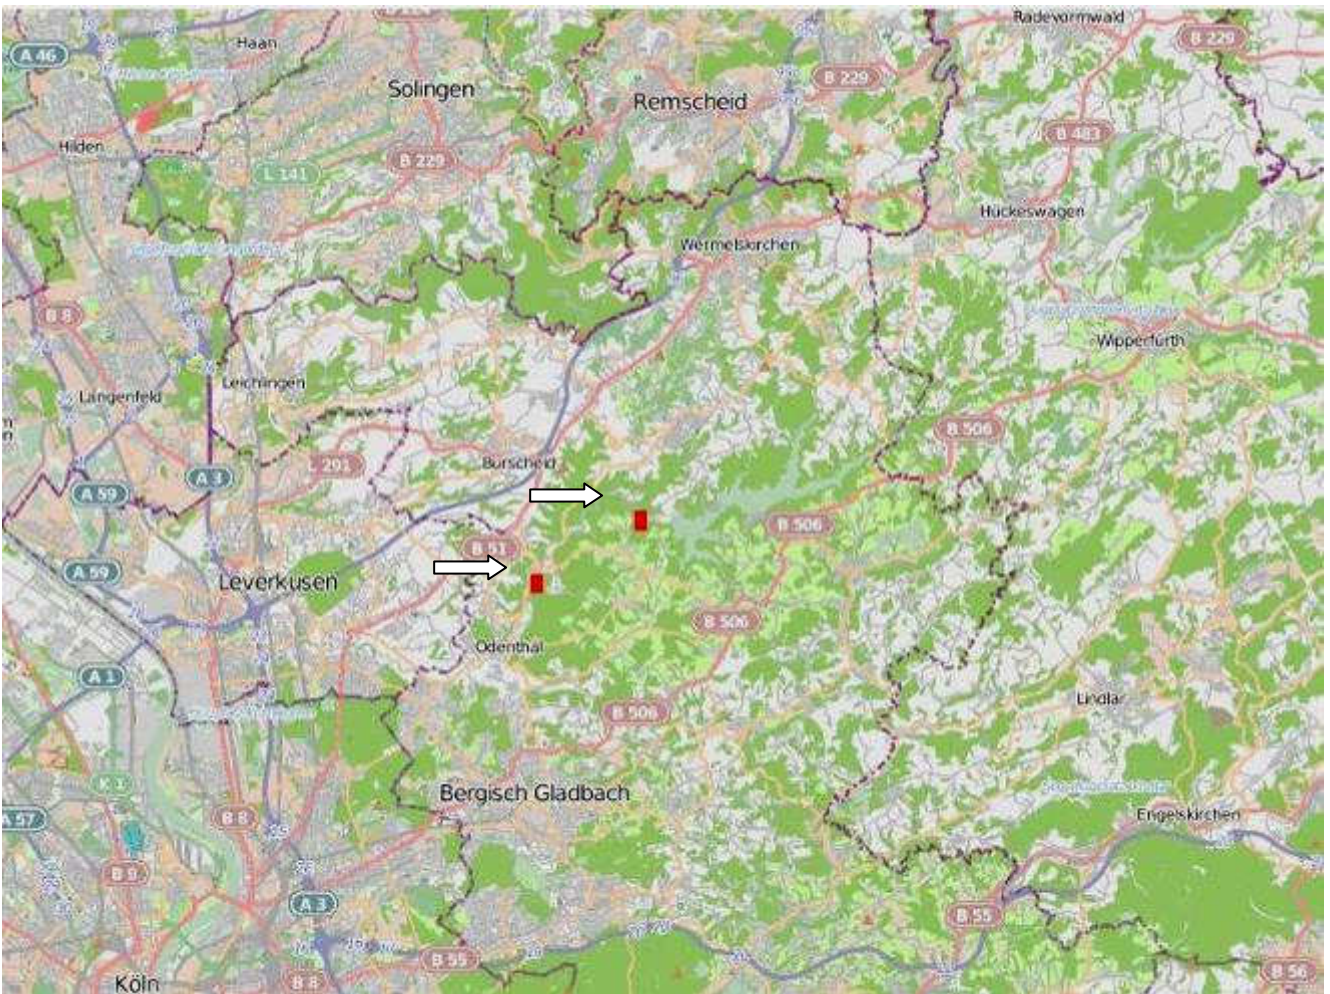 Radevormwald
B 229
Haan
A 46
B 229
Solingen
Remscheid
B 483
Hilden
B 229
L 141
Hückeswagen
Wermelskirchen
B 8
Wipperfürth
Leichlingen
Langenfeld
B 506
Burscheid
L 291
A 3
A 59
B 506
B 51
A 59
Leverkusen
B 506
Odenthal
A 1
Lindlar
B 506
K 1
Bergisch Gladbach
Engelskirchen
A 57
B 8
B 9
A 3
B 55
B 55
B 56
Köln
B 8